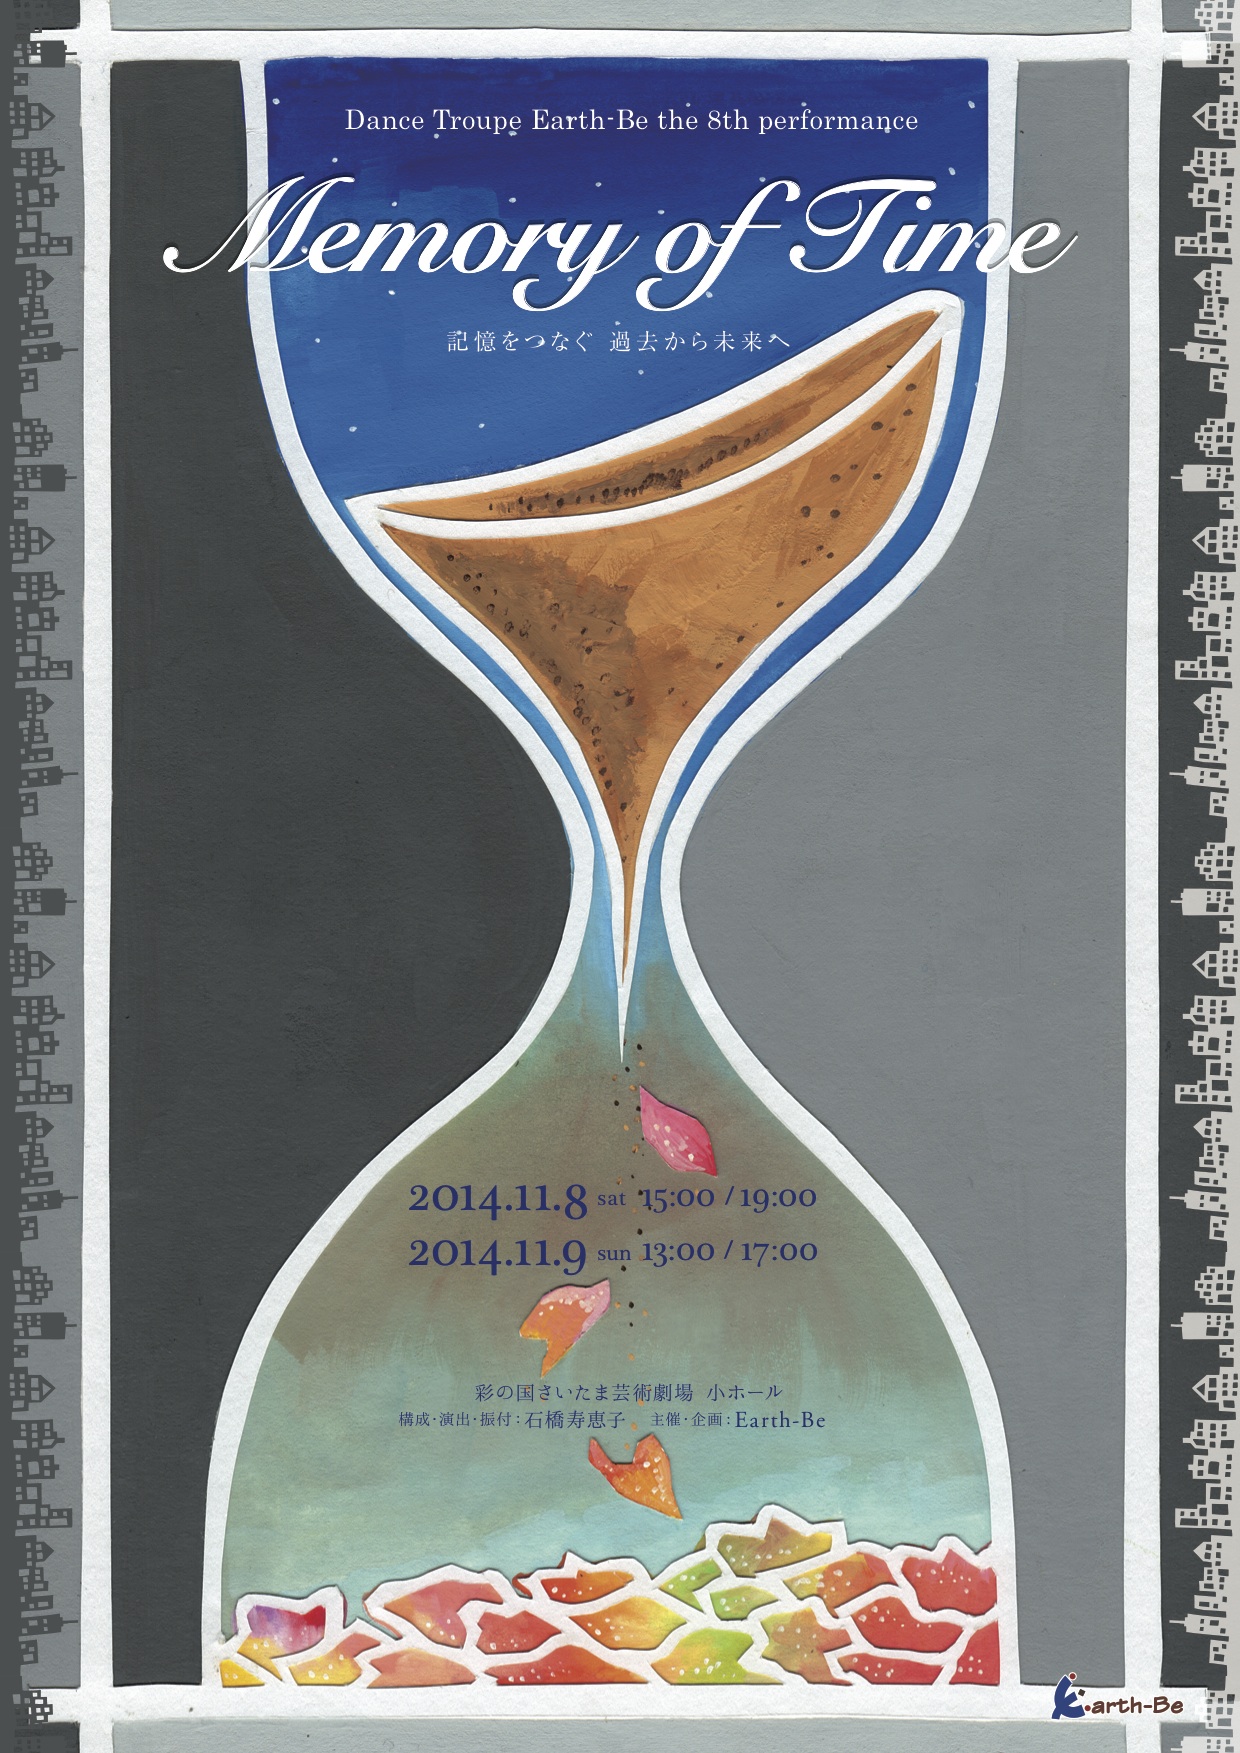 Dance Troupe Earth-Be the 8th performance
Memory of Time
記憶をつなぐ 過去から未来へ
2014.11.8 sat 15:00 / 19:00
2014.11.9 sun 13:00 / 17:00
彩の国さいたま芸術劇場 小ホール
構成・演出・振付：石橋寿恵子 主催・企画：Earth-Be
Earth-Be